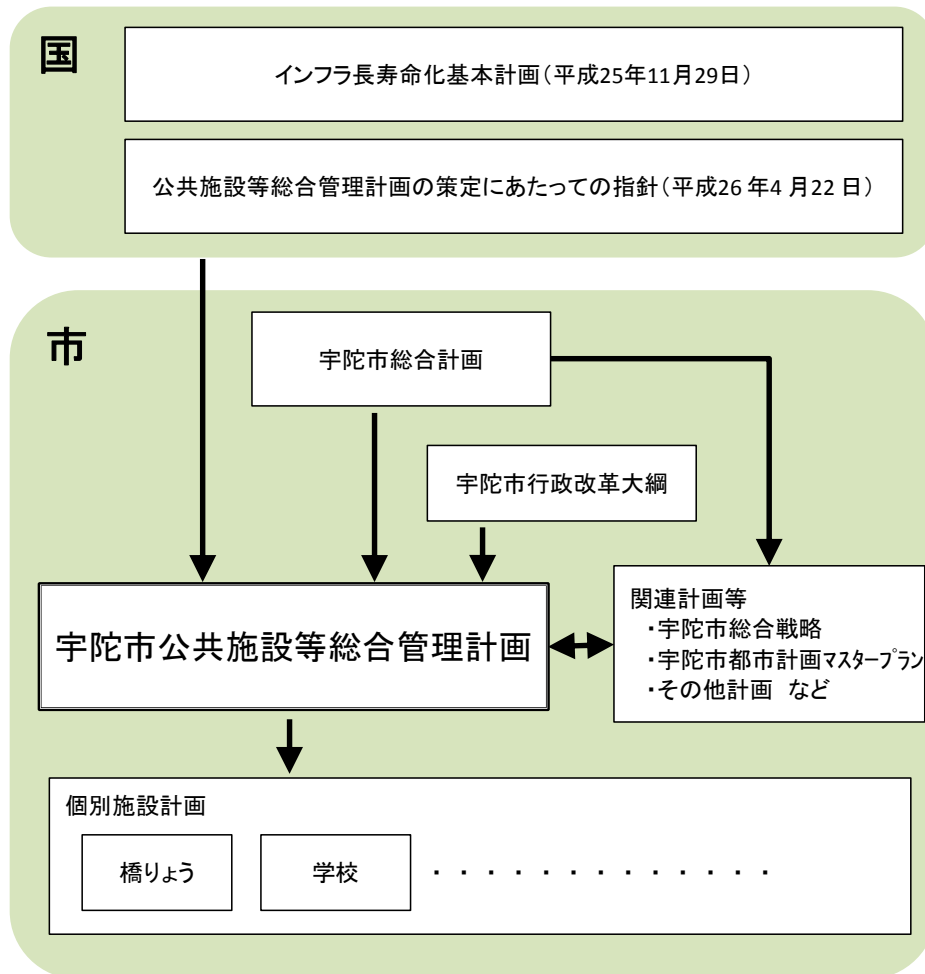 国
インフラ長寿命化基本計画（平成25年11月29日）
公共施設等総合管理計画の策定にあたっての指針（平成26 年4 月22 日）
市
宇陀市総合計画
宇陀市行政改革大綱
宇陀市公共施設等総合管理計画
関連計画等
・宇陀市総合戦略
・宇陀市都市計画マスタープラン
・その他計画　など
個別施設計画
橋りょう
学校
・・・・・・・・・・・・・